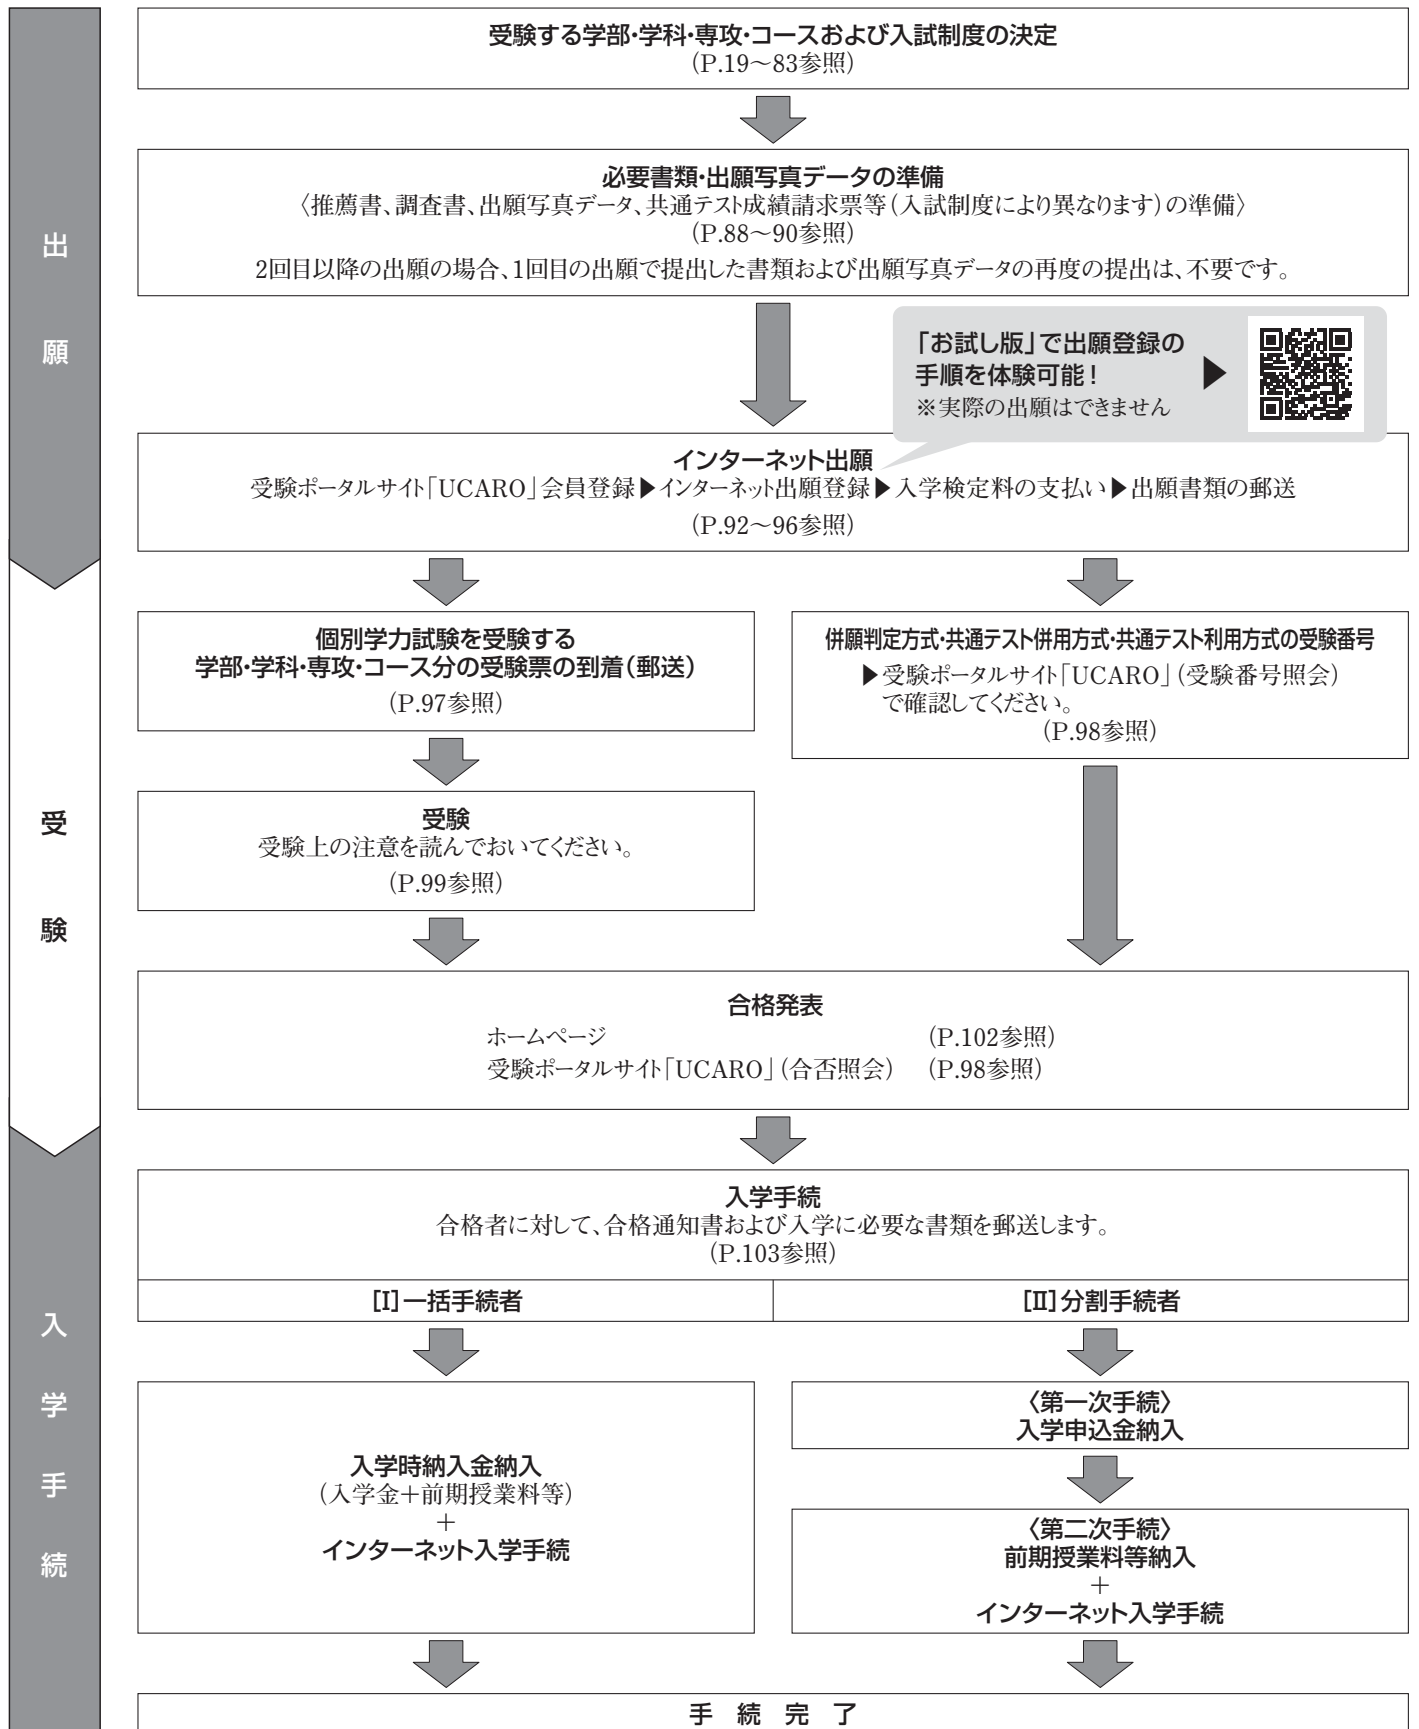 受験する学部・学科・専攻・コースおよび入試制度の決定
(P.19〜83参照)
必要書類・出願写真データの準備
〈推薦書、調査書、出願写真データ、共通テスト成績請求票等(入試制度により異なります)の準備〉
(P.88〜90参照)
2回目以降の出願の場合、1回目の出願で提出した書類および出願写真データの再度の提出は、不要です。
出願
「お試し版」で出願登録の
手順を体験可能!
※実際の出願はできません
インターネット出願
受験ポータルサイト「UCARO」会員登録▶インターネット出願登録▶入学検定料の支払い▶出願書類の郵送
(P.92〜96参照)
個別学力試験を受験する
学部・学科・専攻・コース分の受験票の到着(郵送)
(P.97参照)
併願判定方式・共通テスト併用方式・共通テスト利用方式の受験番号
▶受験ポータルサイト「UCARO」(受験番号照会)
で確認してください。
(P.98参照)
受験
受験
受験上の注意を読んでおいてください。
(P.99参照)
合格発表
ホームページ (P.102参照)
受験ポータルサイト「UCARO」(合否照会) (P.98参照)
入学手続
合格者に対して、合格通知書および入学に必要な書類を郵送します。
(P.103参照)
[Ⅰ]一括手続者
[Ⅱ]分割手続者
入学手続
入学時納入金納入
(入学金+前期授業料等)
+
インターネット入学手続
〈第一次手続〉
入学申込金納入
〈第二次手続〉
前期授業料等納入
+
インターネット入学手続
手続完了